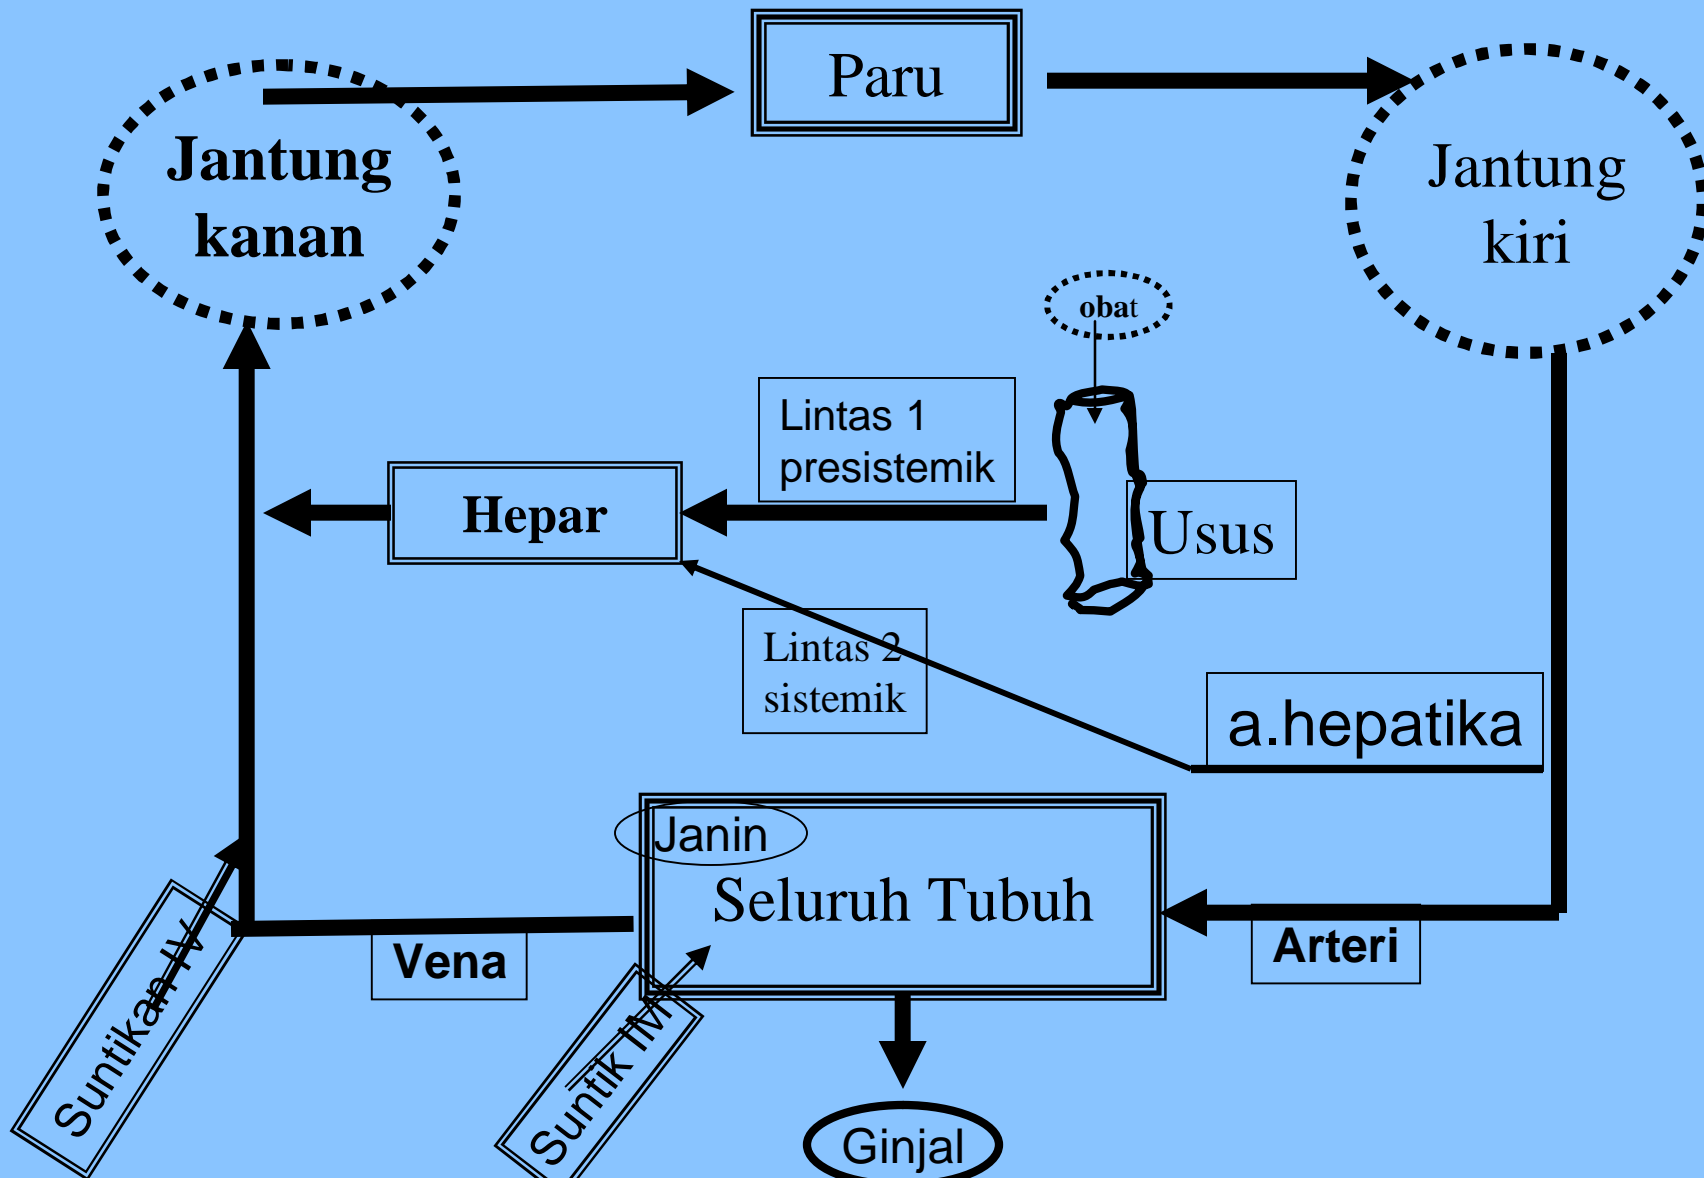 Paru
Jantung
kanan
Jantung
kiri
obat
Lintas 1
presistemik
Hepar
Usus
Lintas 2
sistemik
a.hepatika
Janin
Seluruh Tubuh
Vena
Arteri
Suntikan IV
Suntik IM
Ginjal